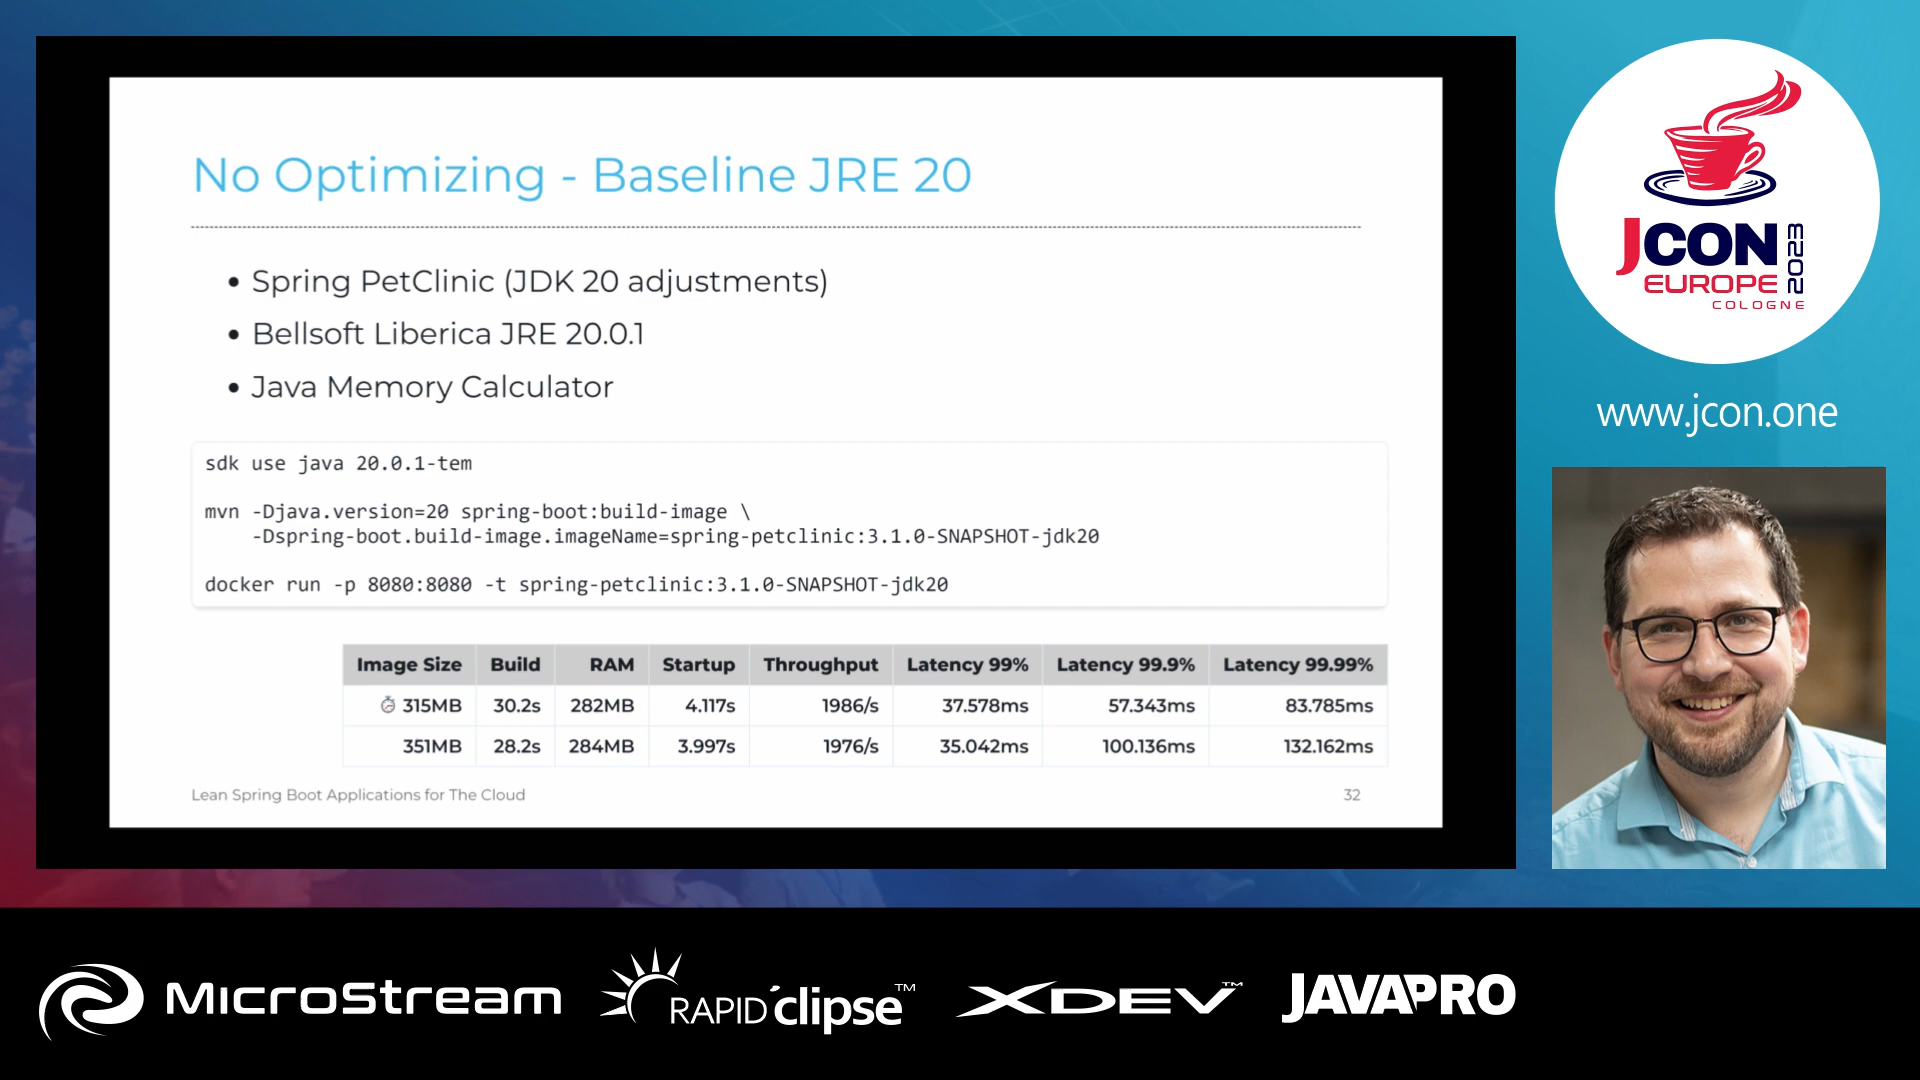 No Optimizing - Baseline JRE 20
• Spring PetClinic (JDK 20 adjustments)
• Bellsoft Liberica JRE 20.0.1
• Java Memory Calculator
sdk use java 20.0.1-tem
mvn -Djava.version=20 spring-boot:build-image \
-Dspring-boot.build-image.imageName=spring-petclinic:3.1.0-SNAPSHOT-jdk20
docker run -p 8080:8080 -t spring-petclinic:3.1.0-SNAPSHOT-jdk20
Image Size Build RAM Startup Throughput Latency 99% Latency 99.9% Latency 99.99%
⏱ 315MB 30.2s 282MB 4.117s 1986/s 37.578ms 57.343ms 83.785ms
351MB 28.2s 284MB 3.997s 1976/s 35.042ms 100.136ms 132.162ms
Lean Spring Boot Applications for The Cloud 32
JCON 2023
EUROPE
COLOGNE
www.jcon.one
MicroStream RAPID clipse™ XDEV™ JAVAPRO